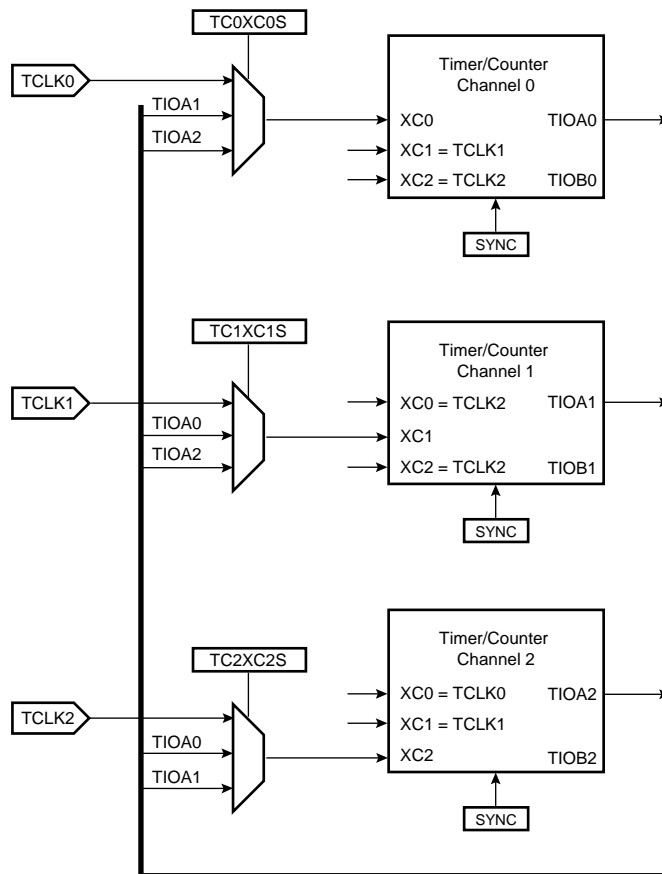 TC0XC0S
TCLK0
TIOA1
TIOA2
Timer/Counter
Channel 0
XC0
TIOA0
XC1 = TCLK1
XC2 = TCLK2
TIOB0
SYNC
TC1XC1S
TCLK1
TIOA0
TIOA2
Timer/Counter
Channel 1
XC0 = TCLK2
TIOA1
XC1
XC2 = TCLK2
TIOB1
SYNC
TC2XC2S
TCLK2
TIOA0
TIOA1
Timer/Counter
Channel 2
XC0 = TCLK0
TIOA2
XC1 = TCLK1
XC2
TIOB2
SYNC